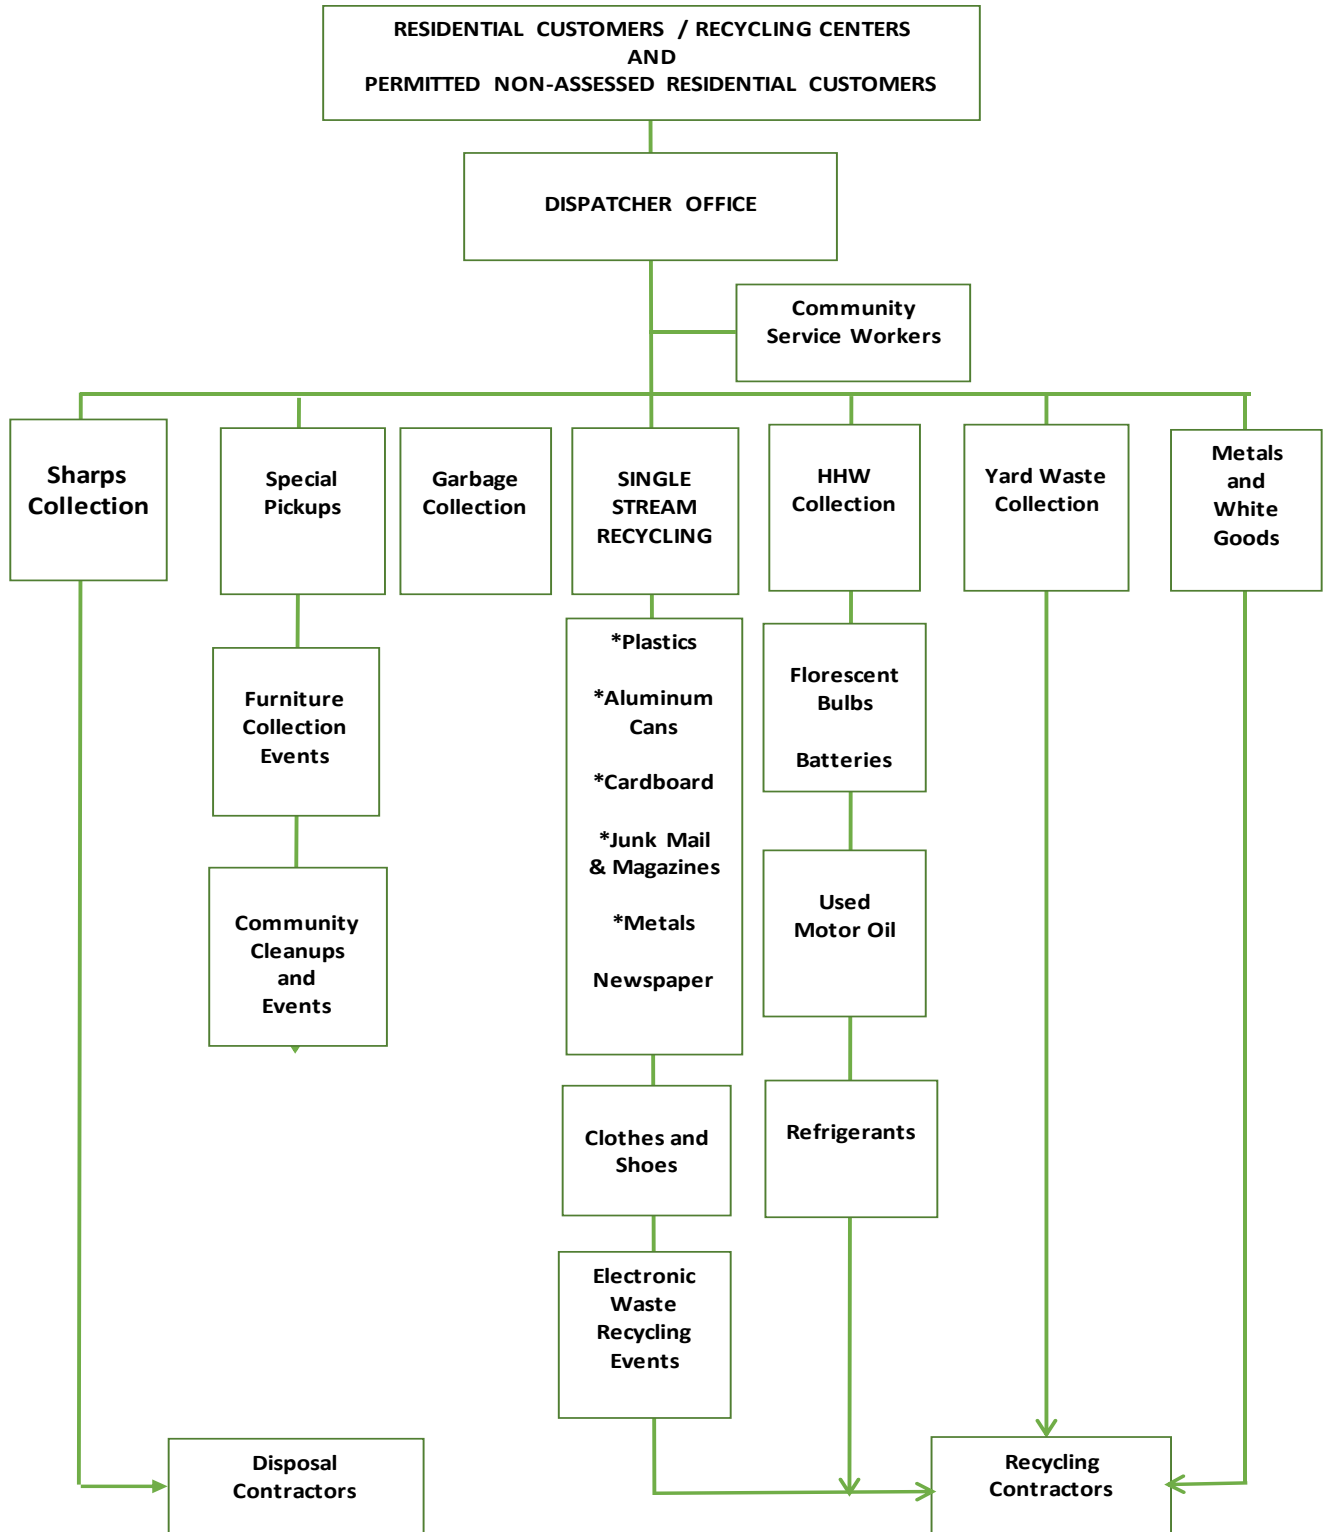 RESIDENTIAL CUSTOMERS / RECYCLING CENTERS
AND
PERMITTED NON-ASSESSED RESIDENTIAL CUSTOMERS
DISPATCHER OFFICE
Community
Service Workers
Sharps
Collection
Special
Pickups
Garbage
Collection
SINGLE
STREAM
RECYCLING
HHW
Collection
Yard Waste
Collection
Metals
and
White
Goods
Furniture
Collection
Events
Community
Cleanups
and
Events
*Plastics
*Aluminum
Cans
*Cardboard
*Junk Mail
& Magazines
*Metals
Newspaper
Clothes and
Shoes
Electronic
Waste
Recycling
Events
Florescent
Bulbs
Batteries
Used
Motor Oil
Refrigerants
Disposal
Contractors
Recycling
Contractors